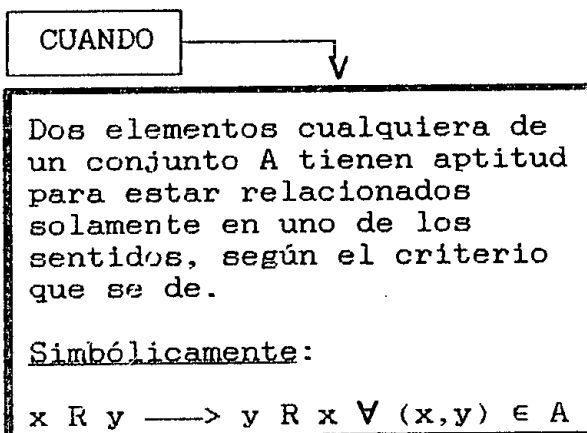 CUANDO
Dos elementos cualquiera de
un conjunto A tienen aptitud
para estar relacionados
solamente en uno de los
sentidos, según el criterio
que se de.
Simbólicamente:
x R y ——> y R x ∀ (x,y) ∈ A